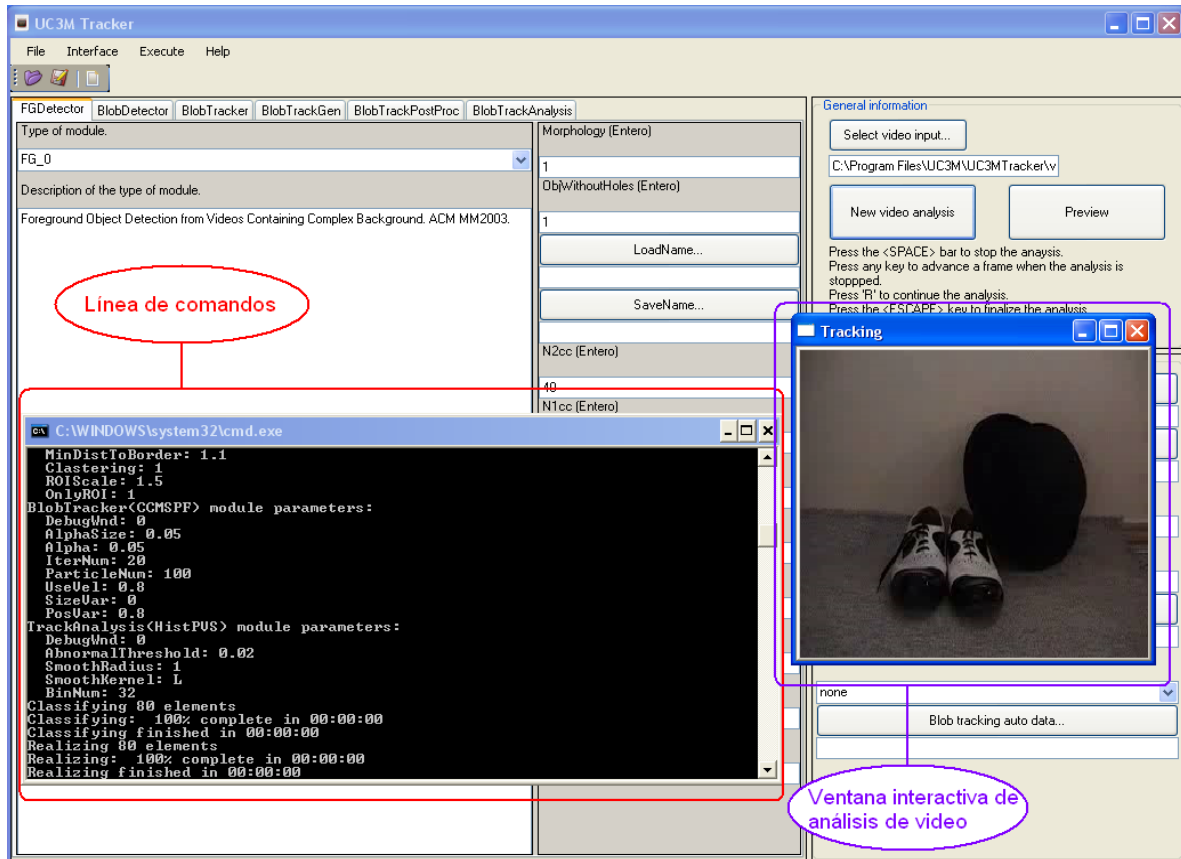 UC3M Tracker
File Interface Execute Help
FGDetector BlobDetector BlobTracker BlobTrackGen BlobTrackPostProc BlobTrackAnalysis
Type of module.
FG_0
Description of the type of module.
Foreground Object Detection from Videos Containing Complex Background. ACM MM2003.
Línea de comandos
Morphology (Entero)
1
ObjWithoutHoles (Entero)
1
LoadName...
SaveName...
N2cc (Entero)
40
N1cc (Entero)
General information
Select video input...
C:\Program Files\UC3M\UC3MTracker\v
New video analysis Preview
Press the <SPACE> bar to stop the anaysis.
Press any key to advance a frame when the analysis is
stoppped.
Press 'R' to continue the analysis.
Press the <ESCAPE> key to finalize the analysis
Tracking
C:\WINDOWS\system32\cmd.exe
MinDistToBorder: 1.1
Clastering: 1
ROIScale: 1.5
OnlyROI: 1
BlobTracker(CCMSPF) module parameters:
DebugWnd: 0
AlphaSize: 0.05
Alpha: 0.05
IterNum: 20
ParticleNum: 100
UseVel: 0.8
SizeVar: 0
PosVar: 0.8
TrackAnalysis(HistPVS) module parameters:
DebugWnd: 0
AbnormalThreshold: 0.02
SmoothRadius: 1
SmoothKernel: L
BinNum: 32
Classifying 80 elements
Classifying: 100% complete in 00:00:00
Classifying finished in 00:00:00
Realizing 80 elements
Realizing: 100% complete in 00:00:00
Realizing finished in 00:00:00
none
Blob tracking auto data...
Ventana interactiva de
análisis de video